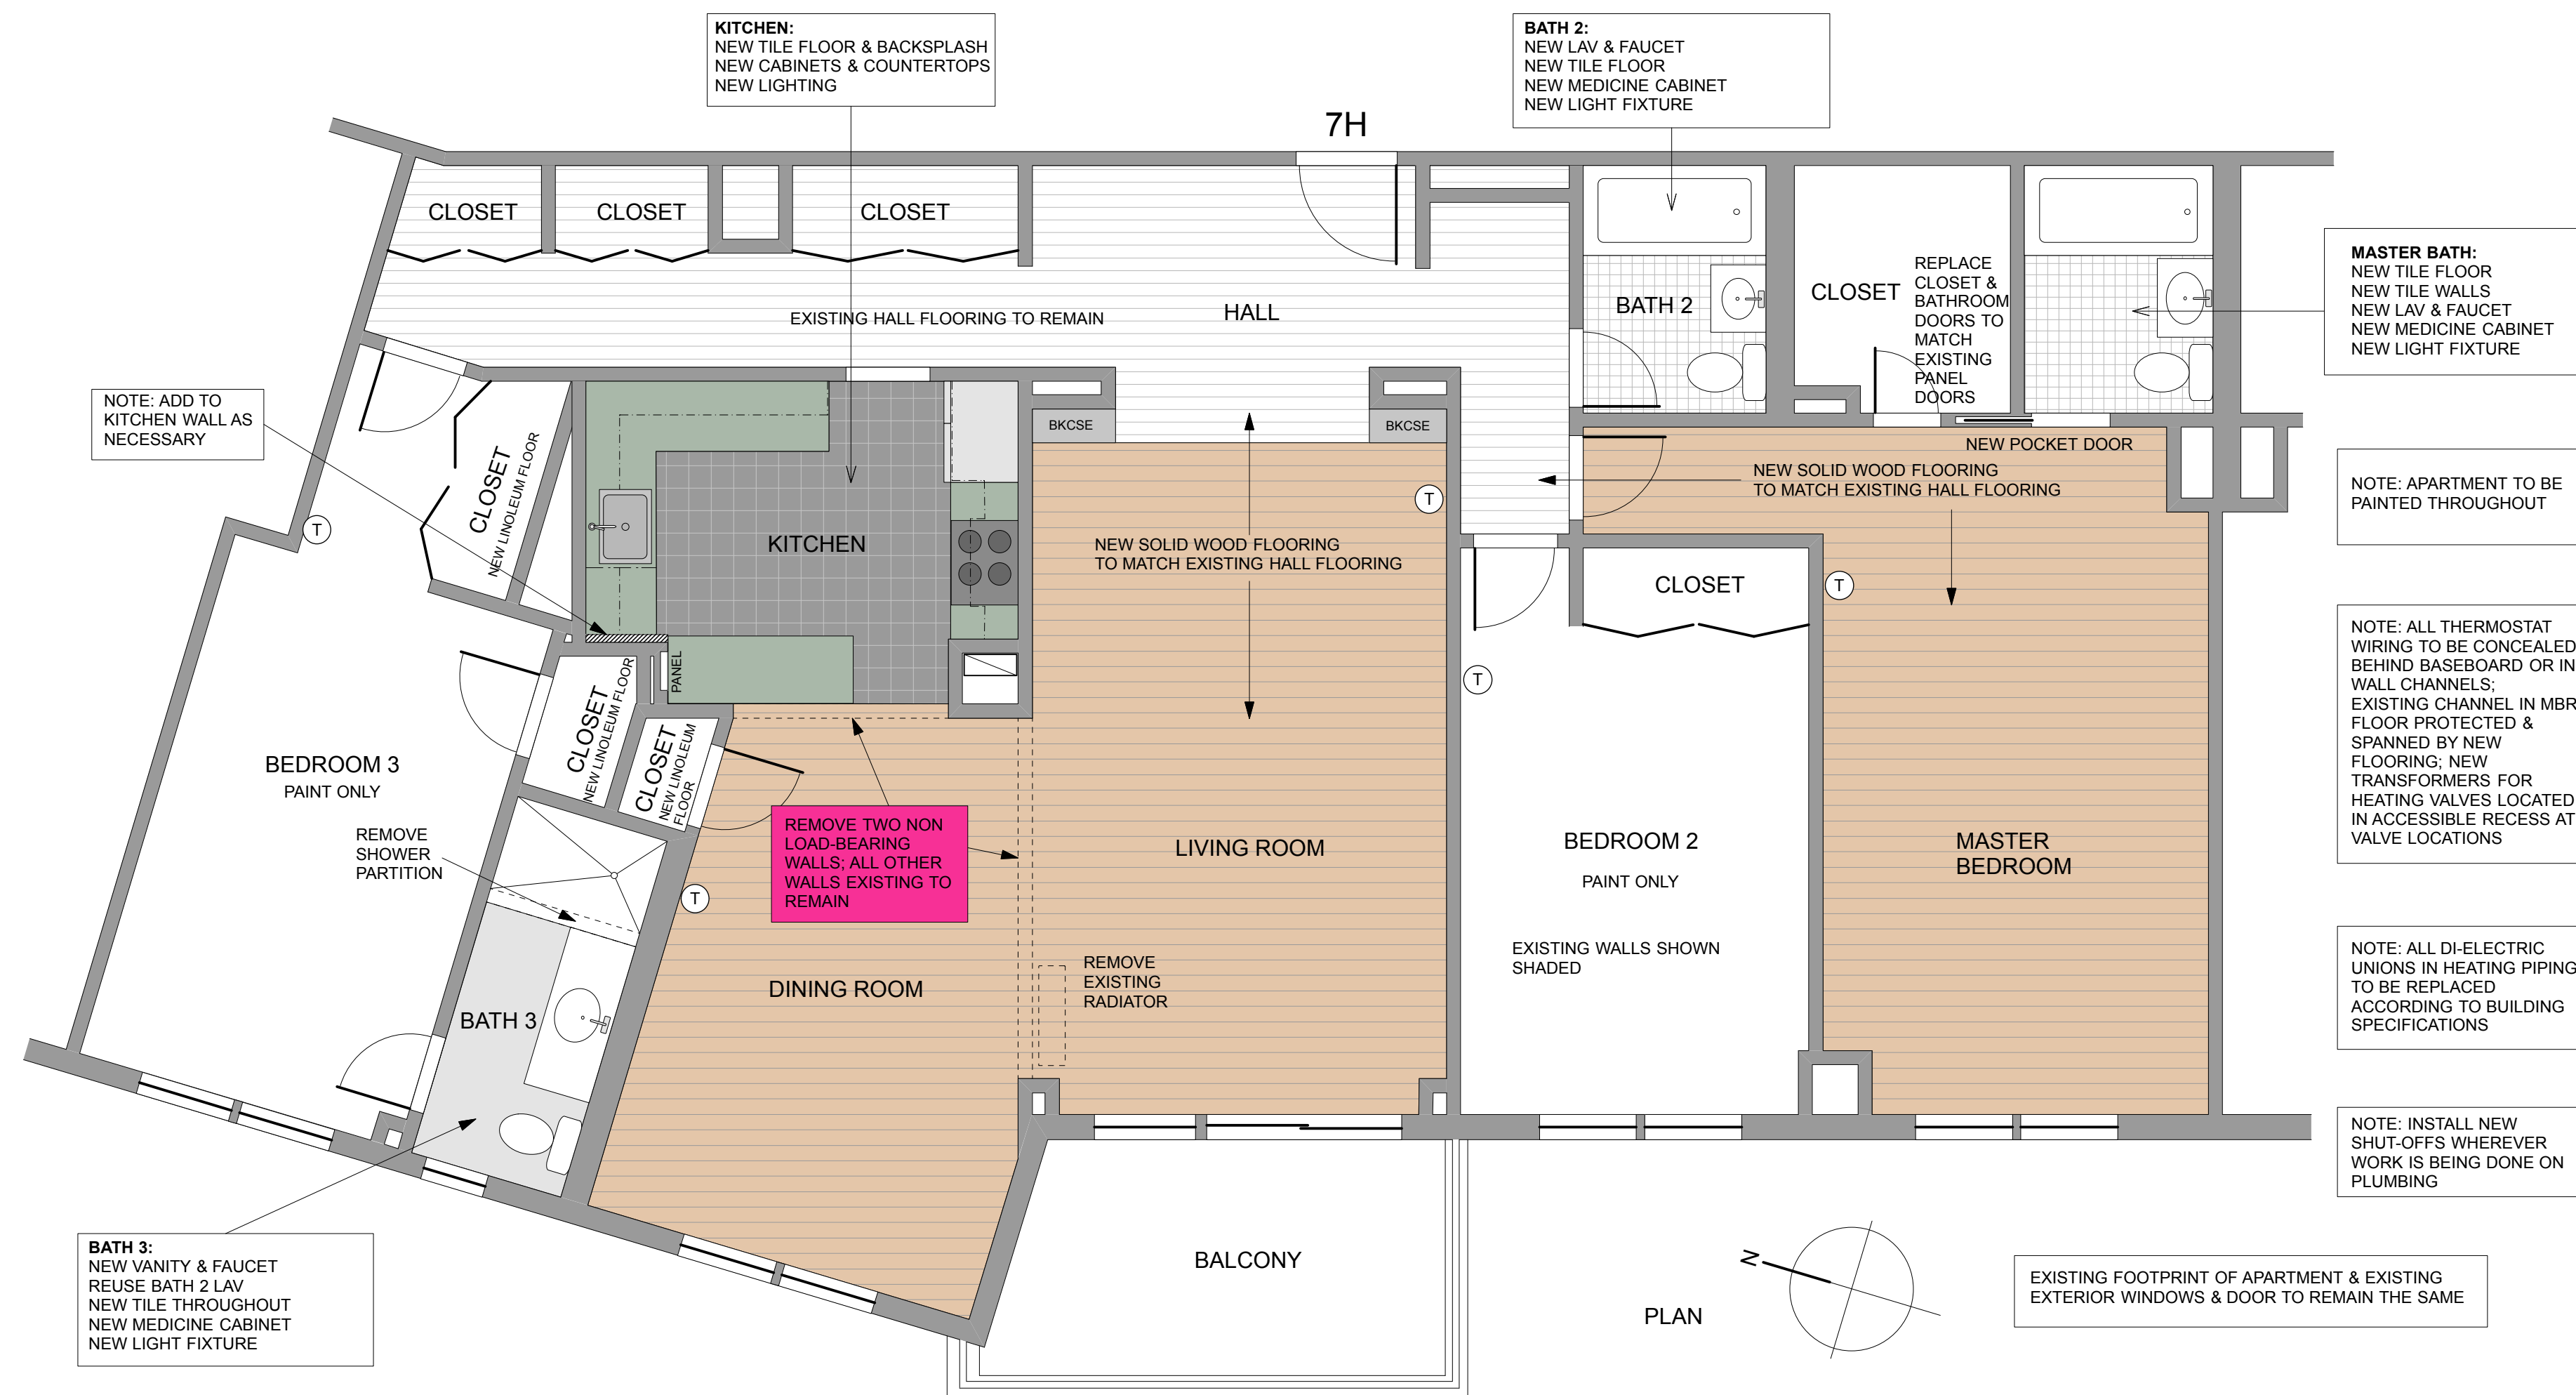 KITCHEN:
NEW TILE FLOOR & BACKSPLASH
NEW CABINETS & COUNTERTOPS
NEW LIGHTING
BATH 2:
NEW LAV & FAUCET
NEW TILE FLOOR
NEW MEDICINE CABINET
NEW LIGHT FIXTURE
7H
CLOSET
CLOSET
CLOSET
EXISTING HALL FLOORING TO REMAIN
HALL
BATH 2
CLOSET
REPLACE
CLOSET &
BATHROOM
DOORS TO
MATCH
EXISTING
PANEL
DOORS
MASTER BATH:
NEW TILE FLOOR
NEW TILE WALLS
NEW LAV & FAUCET
NEW MEDICINE CABINET
NEW LIGHT FIXTURE
NOTE: ADD TO
KITCHEN WALL AS
NECESSARY
CLOSET
NEW LINOLEUM FLOOR
T
KITCHEN
BKCSE
BKCSE
T
NEW SOLID WOOD FLOORING
TO MATCH EXISTING HALL FLOORING
NEW POCKET DOOR
NEW SOLID WOOD FLOORING
TO MATCH EXISTING HALL FLOORING
NOTE: APARTMENT TO BE
PAINTED THROUGHOUT
CLOSET
T
T
PANEL
CLOSET
NEW LINOLEUM FLOOR
CLOSET
NEW LINOLEUM
FLOOR
NOTE: ALL THERMOSTAT
WIRING TO BE CONCEALED
BEHIND BASEBOARD OR IN
WALL CHANNELS;
EXISTING CHANNEL IN MBR
FLOOR PROTECTED &
SPANNED BY NEW
FLOORING; NEW
TRANSFORMERS FOR
HEATING VALVES LOCATED
IN ACCESSIBLE RECESS AT
VALVE LOCATIONS
BEDROOM 3
PAINT ONLY
REMOVE
SHOWER
PARTITION
T
REMOVE TWO NON
LOAD-BEARING
WALLS; ALL OTHER
WALLS EXISTING TO
REMAIN
LIVING ROOM
BEDROOM 2
PAINT ONLY
EXISTING WALLS SHOWN
SHADED
MASTER
BEDROOM
DINING ROOM
REMOVE
EXISTING
RADIATOR
BATH 3
NOTE: ALL DI-ELECTRIC
UNIONS IN HEATING PIPING
TO BE REPLACED
ACCORDING TO BUILDING
SPECIFICATIONS
NOTE: INSTALL NEW
SHUT-OFFS WHEREVER
WORK IS BEING DONE ON
PLUMBING
BATH 3:
NEW VANITY & FAUCET
REUSE BATH 2 LAV
NEW TILE THROUGHOUT
NEW MEDICINE CABINET
NEW LIGHT FIXTURE
BALCONY
PLAN
N
EXISTING FOOTPRINT OF APARTMENT & EXISTING
EXTERIOR WINDOWS & DOOR TO REMAIN THE SAME